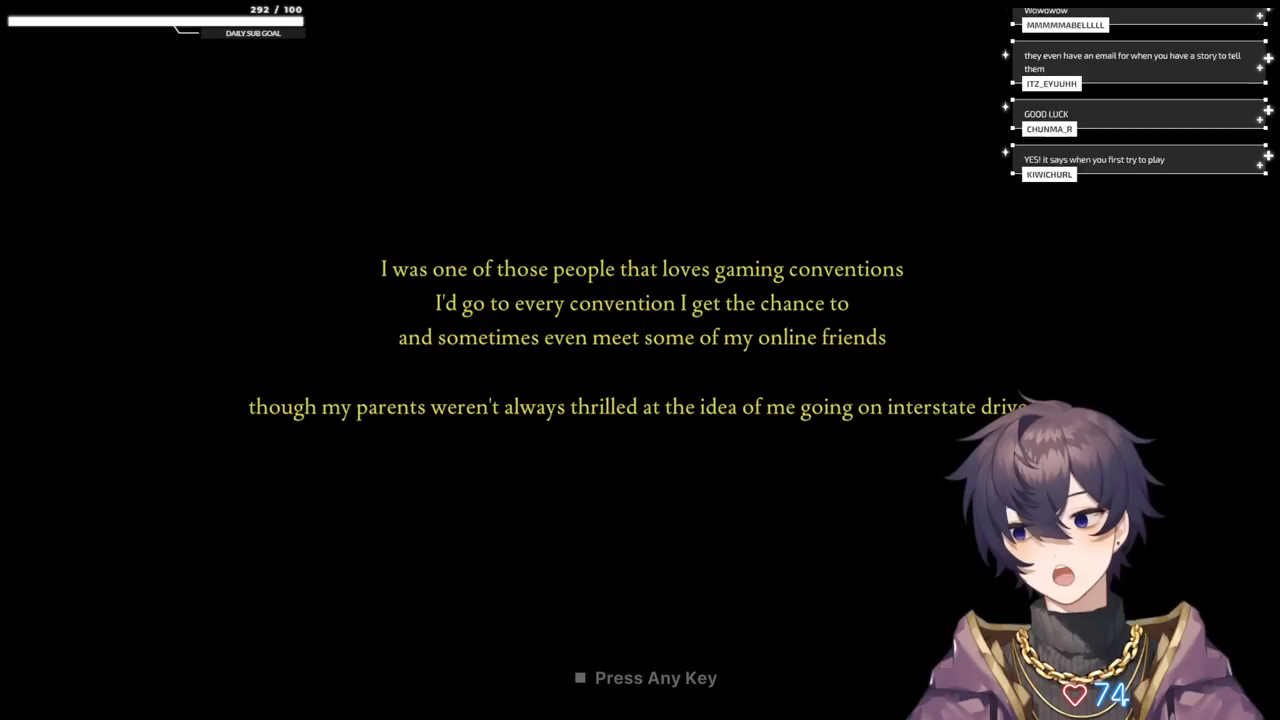 292 / 100
DAILY SUB GOAL
Wowowow
MMMMMABELLLLL
they even have an email for when you have a story to tell
them
ITZ_EYUUHH
GOOD LUCK
CHUNMA_R
YES! it says when you first try to play
KIWICHURL
I was one of those people that loves gaming conventions
I'd go to every convention I get the chance to
and sometimes even meet some of my online friends
though my parents weren't always thrilled at the idea of me going on interstate drive
Press Any Key
74